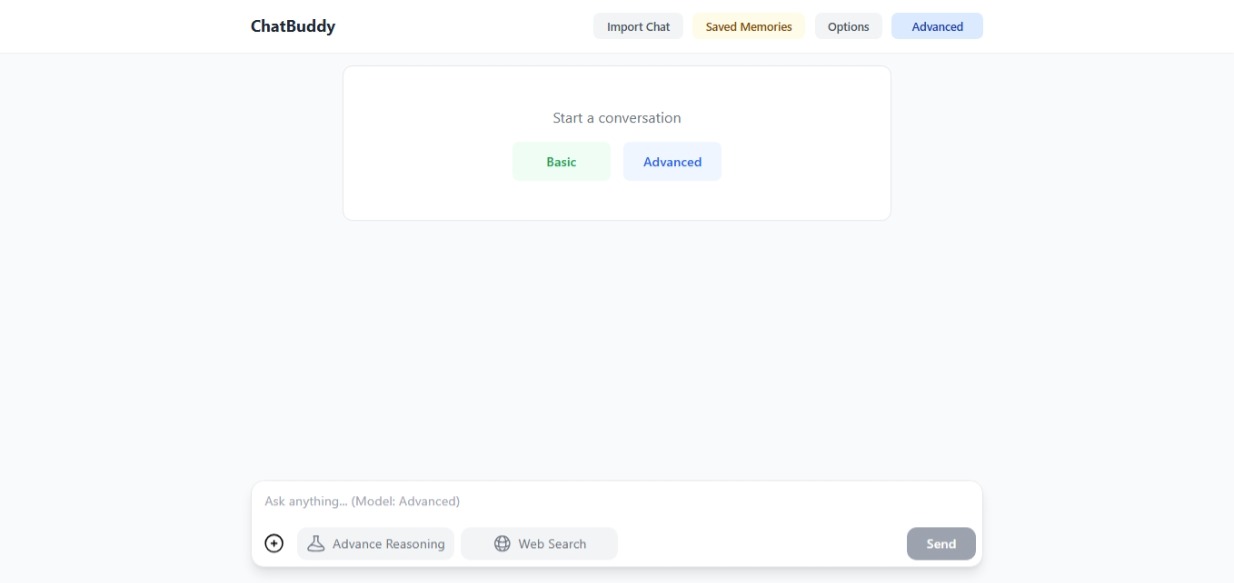 ChatBuddy
Import Chat
Saved Memories
Options
Advanced
Start a conversation
Basic
Advanced
Ask anything... (Model: Advanced)
Advance Reasoning
Web Search
Send